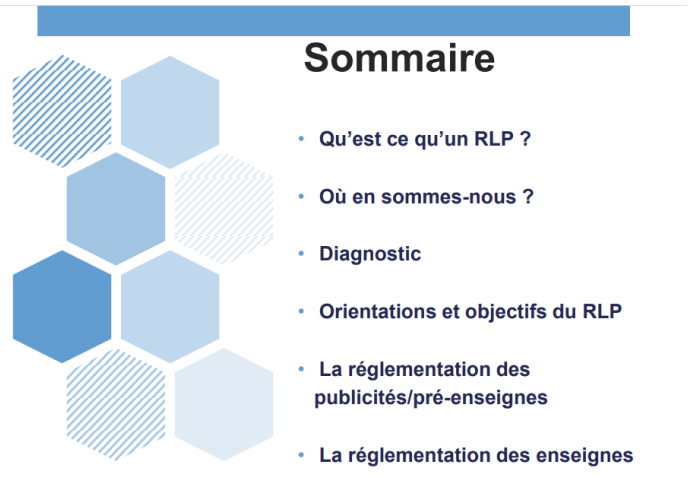 Sommaire
• Qu’est ce qu’un RLP ?
• Où en sommes-nous ?
• Diagnostic
• Orientations et objectifs du RLP
• La réglementation des
publicités/pré-enseignes
• La réglementation des enseignes